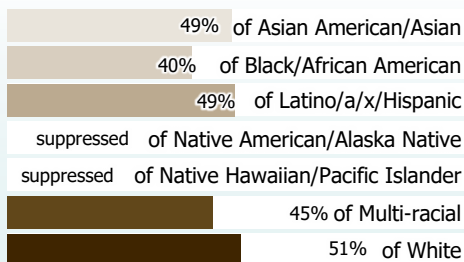 49% of Asian American/Asian
40% of Black/African American
49% of Latino/a/x/Hispanic
suppressed of Native American/Alaska Native
suppressed of Native Hawaiian/Pacific Islander
45% of Multi-racial
51% of White